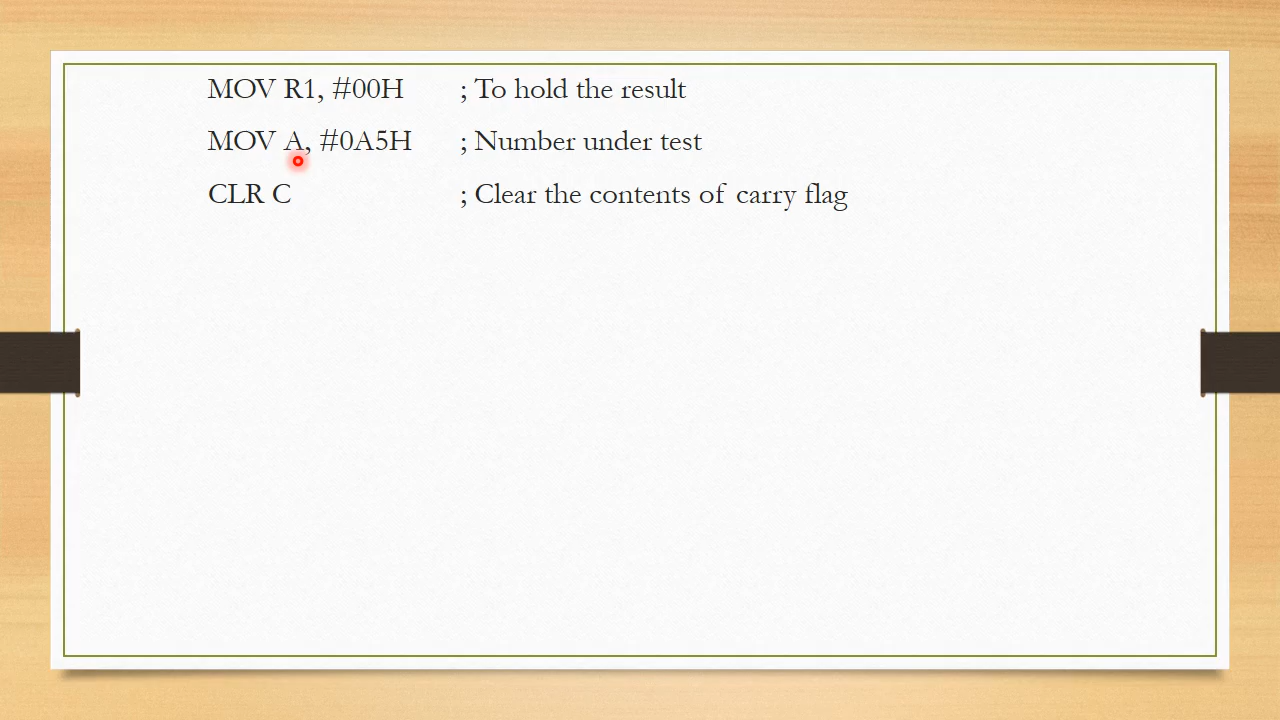 MOV R1, #00H ; To hold the result
MOV A, #0A5H ; Number under test
CLR C ; Clear the contents of carry flag